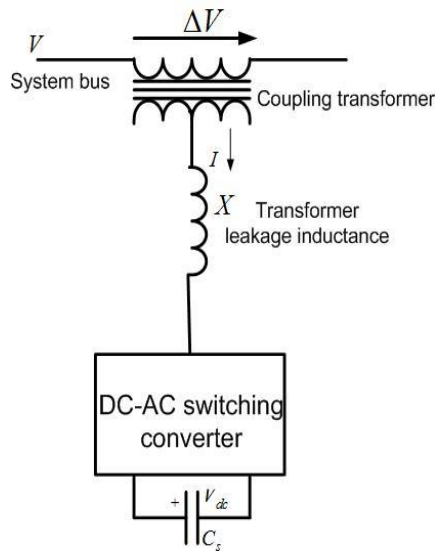 ΔV
V
System bus
Coupling transformer
I
X
Transformer
leakage inductance
DC-AC switching
converter
+
V_dc
C_s